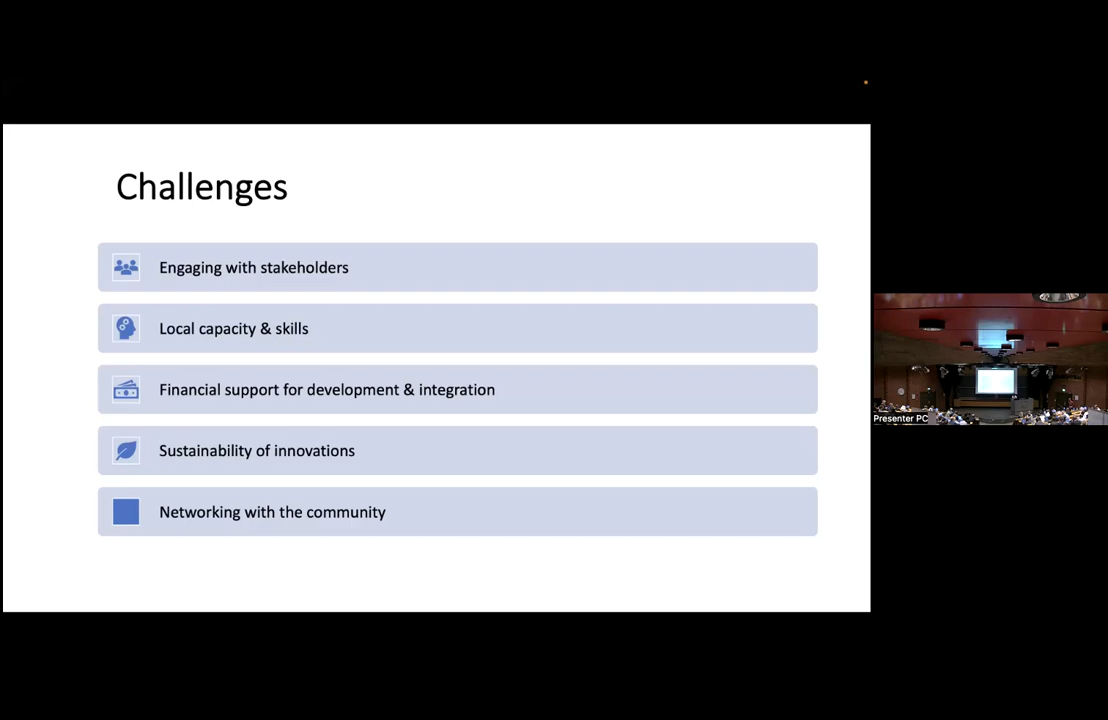 Challenges
Engaging with stakeholders
Local capacity & skills
Financial support for development & integration
Sustainability of innovations
Networking with the community
Presenter PC